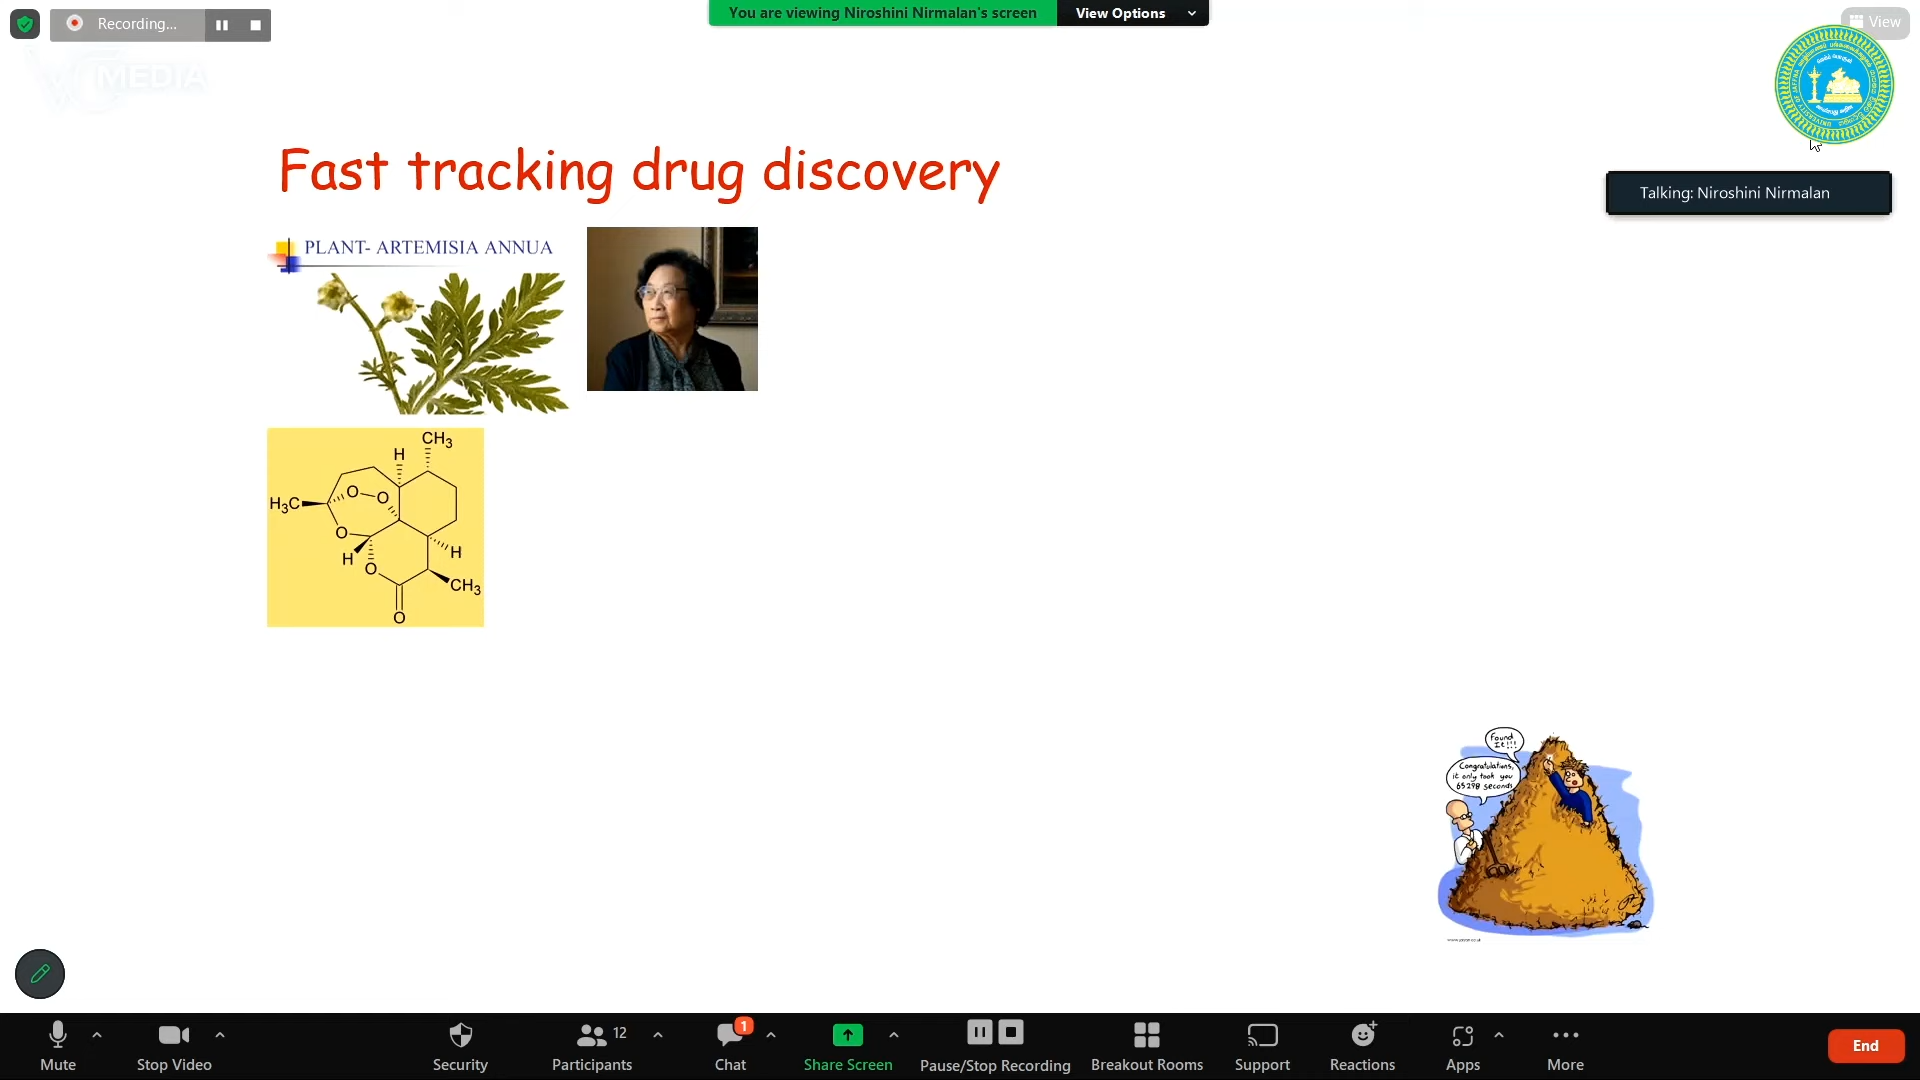 Recording...
You are viewing Niroshini Nirmalan's screen
View Options
View
MEDIA
Talking: Niroshini Nirmalan
Fast tracking drug discovery
PLANT- ARTEMISIA ANNUA
CH3
H
H3C
O
O
O
H
H
O
CH3
O
Found
It!!!
Congratulations,
it only took you
65298 seconds
Mute
Stop Video
Security
12
Participants
1
Chat
Share Screen
Pause/Stop Recording
Breakout Rooms
Support
Reactions
Apps
More
End